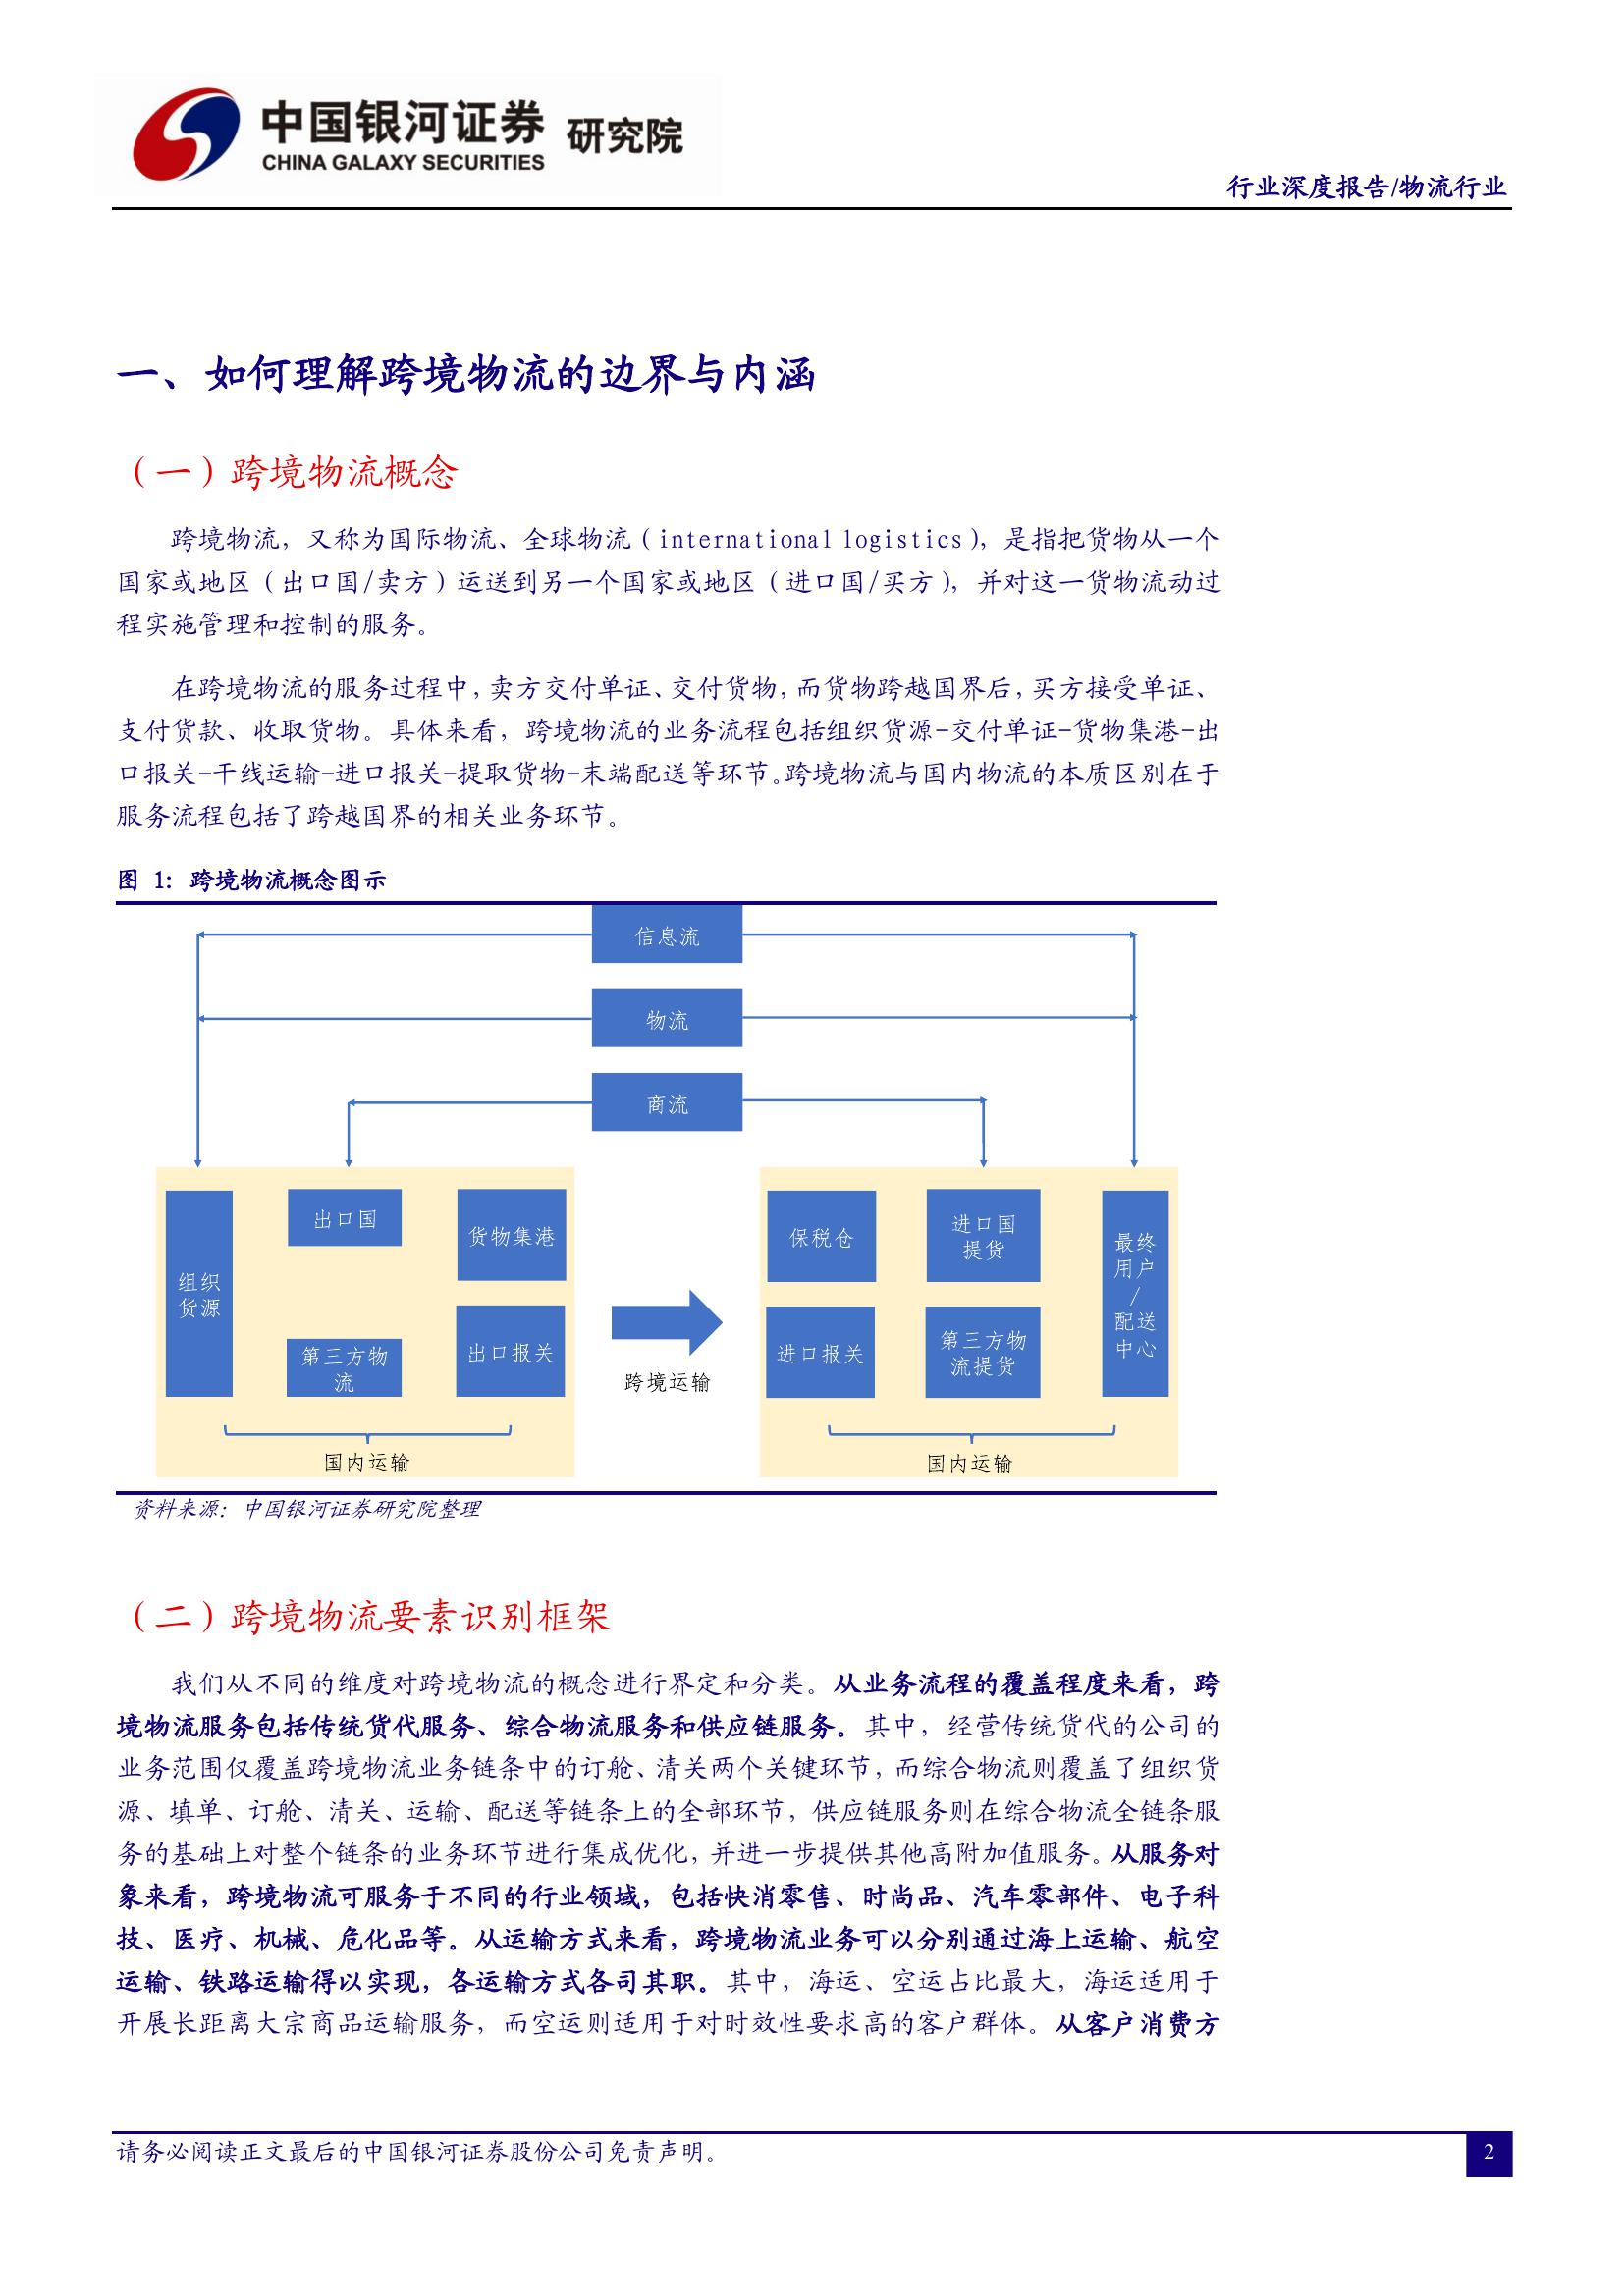 中国银河证券 研究院
CHINA GALAXY SECURITIES
行业深度报告/物流行业
一、如何理解跨境物流的边界与内涵
（一）跨境物流概念
跨境物流，又称为国际物流、全球物流（international logistics），是指把货物从一个
国家或地区（出口国/卖方）运送到另一个国家或地区（进口国/买方），并对这一货物流动过
程实施管理和控制的服务。
在跨境物流的服务过程中，卖方交付单证、交付货物，而货物跨越国界后，买方接受单证、
支付货款、收取货物。具体来看，跨境物流的业务流程包括组织货源-交付单证-货物集港-出
口报关-干线运输-进口报关-提取货物-末端配送等环节。跨境物流与国内物流的本质区别在于
服务流程包括了跨越国界的相关业务环节。
图 1：跨境物流概念图示
信息流
物流
商流
组织
货源
出口国
第三方物
流
货物集港
出口报关
国内运输
跨境运输
保税仓
进口报关
进口国
提货
第三方物
流提货
最终
用户
/
配送
中心
国内运输
资料来源：中国银河证券研究院整理
（二）跨境物流要素识别框架
我们从不同的维度对跨境物流的概念进行界定和分类。从业务流程的覆盖程度来看，跨
境物流服务包括传统货代服务、综合物流服务和供应链服务。其中，经营传统货代的公司的
业务范围仅覆盖跨境物流业务链条中的订舱、清关两个关键环节，而综合物流则覆盖了组织货
源、填单、订舱、清关、运输、配送等链条上的全部环节，供应链服务则在综合物流全链条服
务的基础上对整个链条的业务环节进行集成优化，并进一步提供其他高附加值服务。从服务对
象来看，跨境物流可服务于不同的行业领域，包括快消零售、时尚品、汽车零部件、电子科
技、医疗、机械、危化品等。从运输方式来看，跨境物流业务可以分别通过海上运输、航空
运输、铁路运输得以实现，各运输方式各司其职。其中，海运、空运占比最大，海运适用于
开展长距离大宗商品运输服务，而空运则适用于对时效性要求高的客户群体。从客户消费方
请务必阅读正文最后的中国银河证券股份公司免责声明。
2